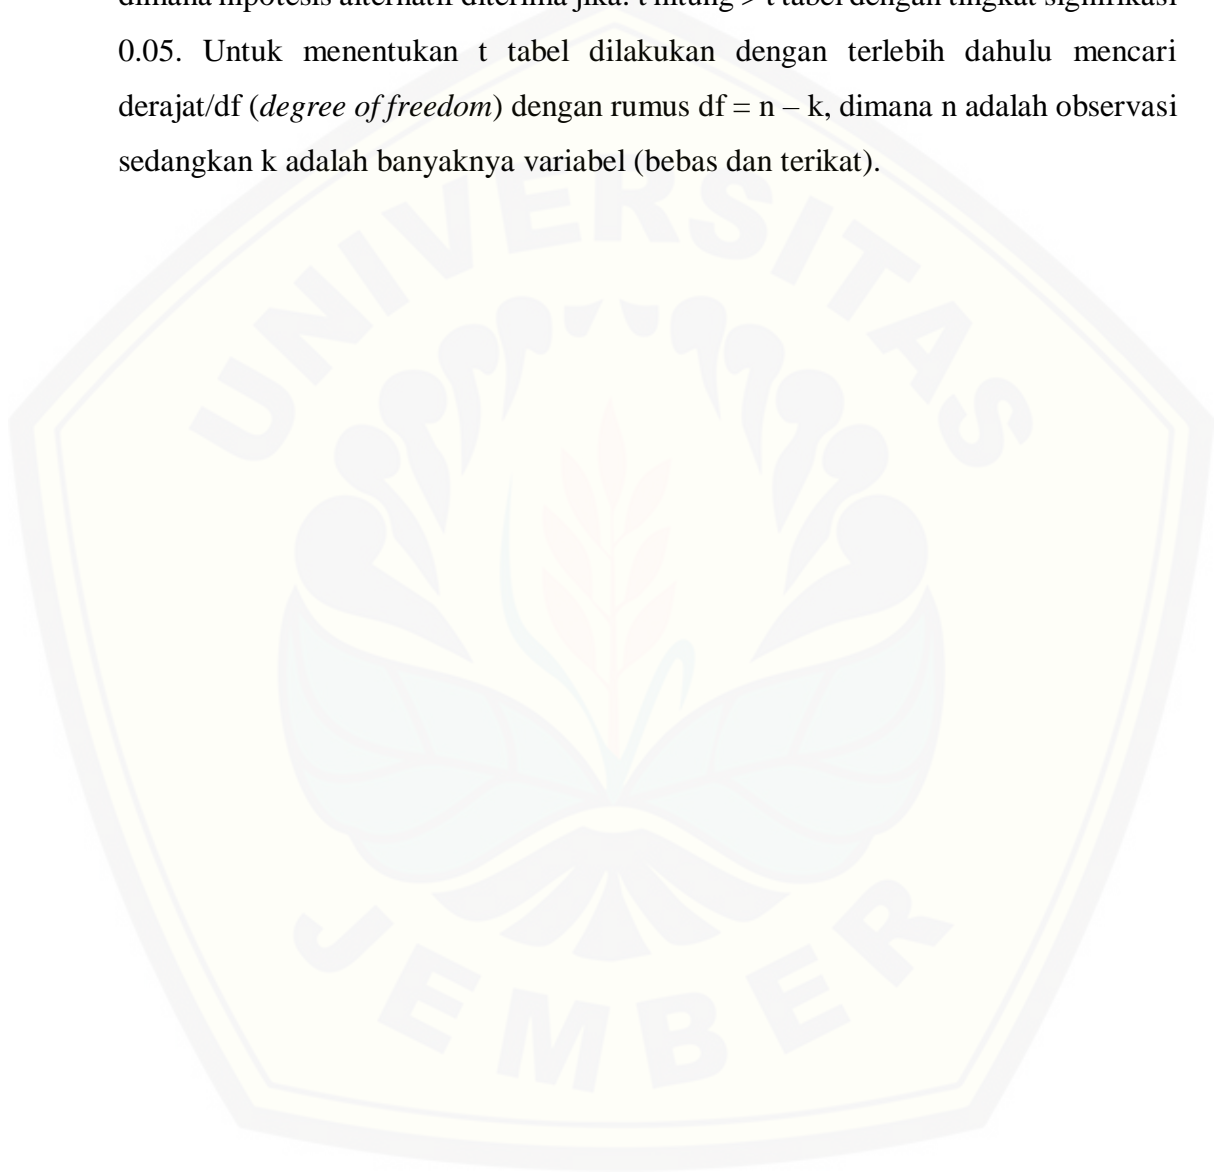 dimana hipotesis alternatif diterima jika: t hitung > t tabel dengan tingkat signifikasi
0.05. Untuk menentukan t tabel dilakukan dengan terlebih dahulu mencari
derajat/df (degree of freedom) dengan rumus df = n – k, dimana n adalah observasi
sedangkan k adalah banyaknya variabel (bebas dan terikat).
UNIVERSITAS
JEMBER